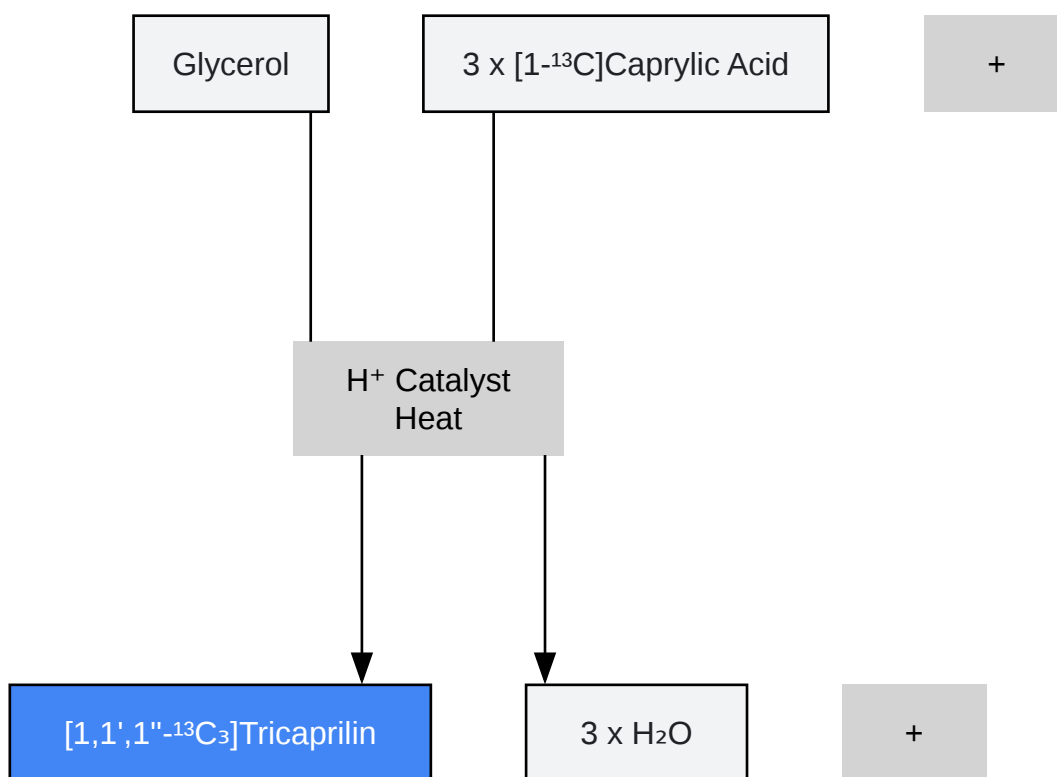 Glycerol
3 x [1-¹³C]Caprylic Acid
+
H⁺ Catalyst
Heat
[1,1',1"-¹³C₃]Tricaprilin
3 x H₂O
+